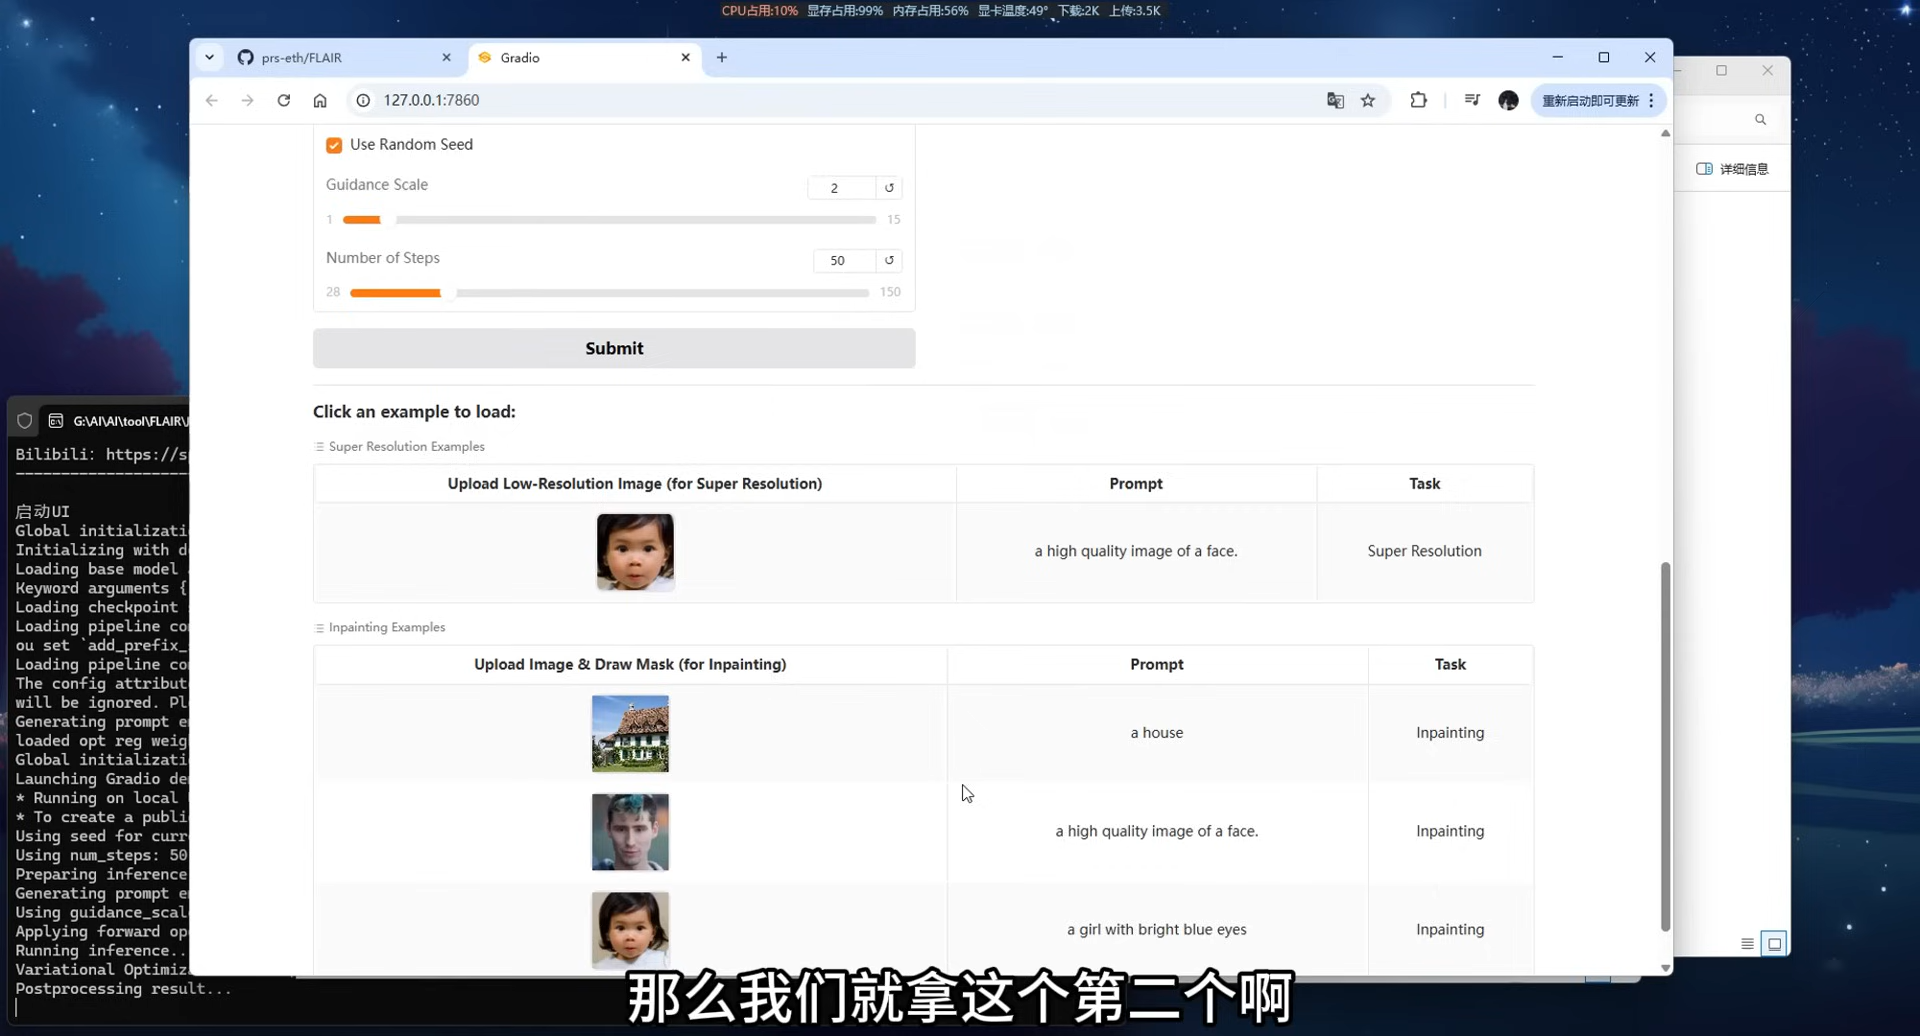 CPU占用:10% 显存占用:99% 内存占用:56% 显卡温度:49° 下载:2K 上传:3.5K
prs-eth/FLAIR
Gradio
127.0.0.1:7860
重新启动即可更新
详细信息
Use Random Seed
Guidance Scale
2
1
15
Number of Steps
50
28
150
Submit
Click an example to load:
Super Resolution Examples
Upload Low-Resolution Image (for Super Resolution) Prompt Task
a high quality image of a face. Super Resolution
Inpainting Examples
Upload Image & Draw Mask (for Inpainting) Prompt Task
a house Inpainting
a high quality image of a face. Inpainting
a girl with bright blue eyes Inpainting
G:\AI\AI\tool\FLAIR\
Bilibili: https://s
--------------------
启动UI
Global initializati
Initializing with d
Loading base model
Keyword arguments {
Loading checkpoint
Loading pipeline co
ou set `add_prefix_
Loading pipeline co
The config attribut
will be ignored. Pl
Generating prompt e
loaded opt reg weig
Global initializati
Launching Gradio de
* Running on local
* To create a publi
Using seed for curr
Using num_steps: 50
Preparing inference
Generating prompt e
Using guidance_scal
Applying forward op
Running inference..
Variational Optimiz
Postprocessing result...
那么我们就拿这个第二个啊